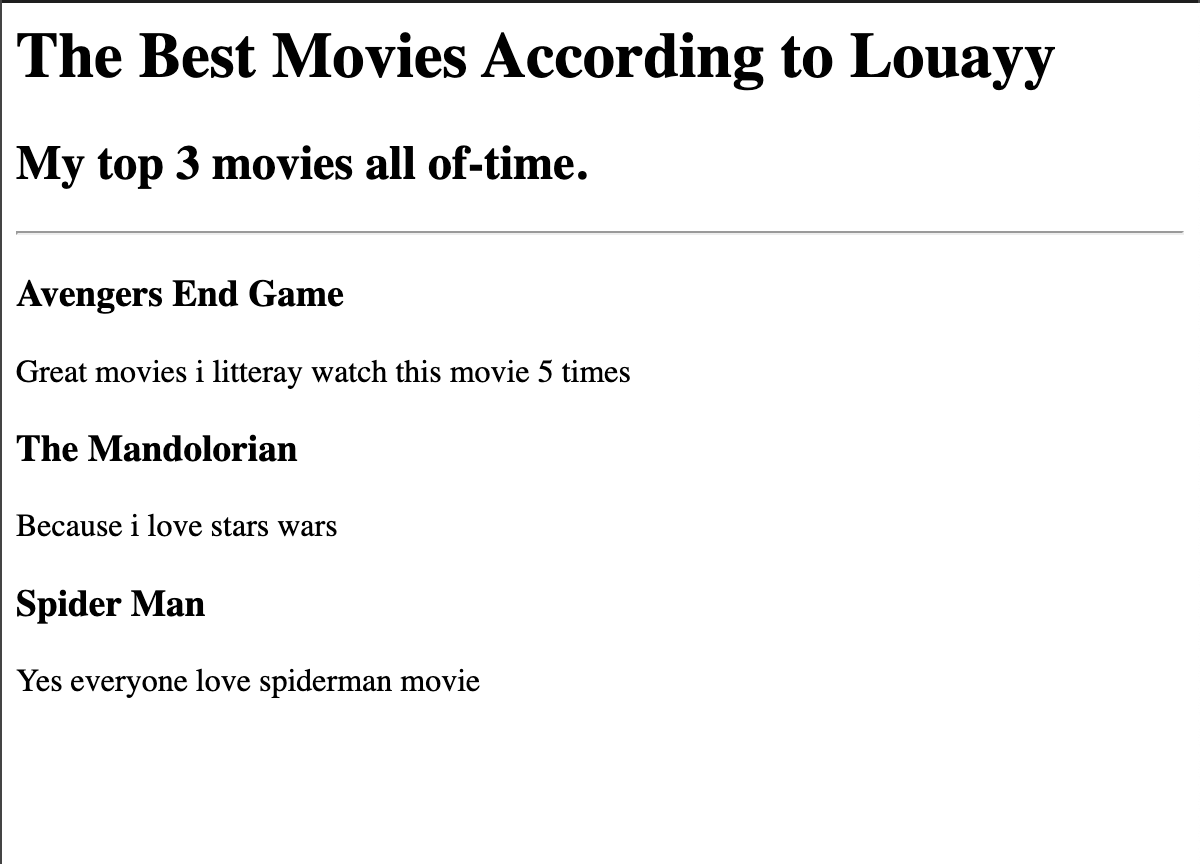 The Best Movies According to Louayy
My top 3 movies all of-time.
Avengers End Game
Great movies i litteray watch this movie 5 times
The Mandolorian
Because i love stars wars
Spider Man
Yes everyone love spiderman movie